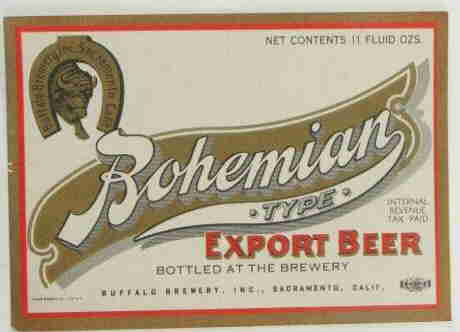 NET CONTENTS 11 FLUID OZS.
Buffalo Brewing Inc. Sacramento Calif.
Bohemian
· TYPE ·
INTERNAL
REVENUE
TAX PAID
EXPORT BEER
BOTTLED AT THE BREWERY
BUFFALO BREWERY, INC., SACRAMENTO, CALIF.